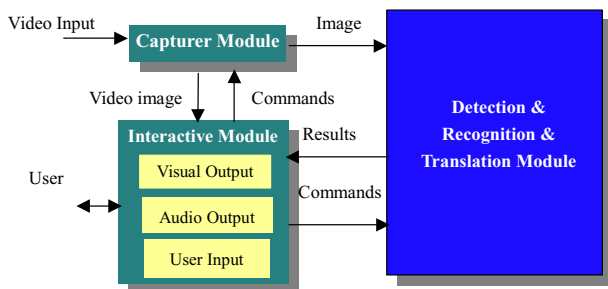 Video Input
Capturer Module
Image
Video image
Commands
Detection &
Recognition &
Translation Module
Interactive Module
Results
Visual Output
User
Commands
Audio Output
User Input